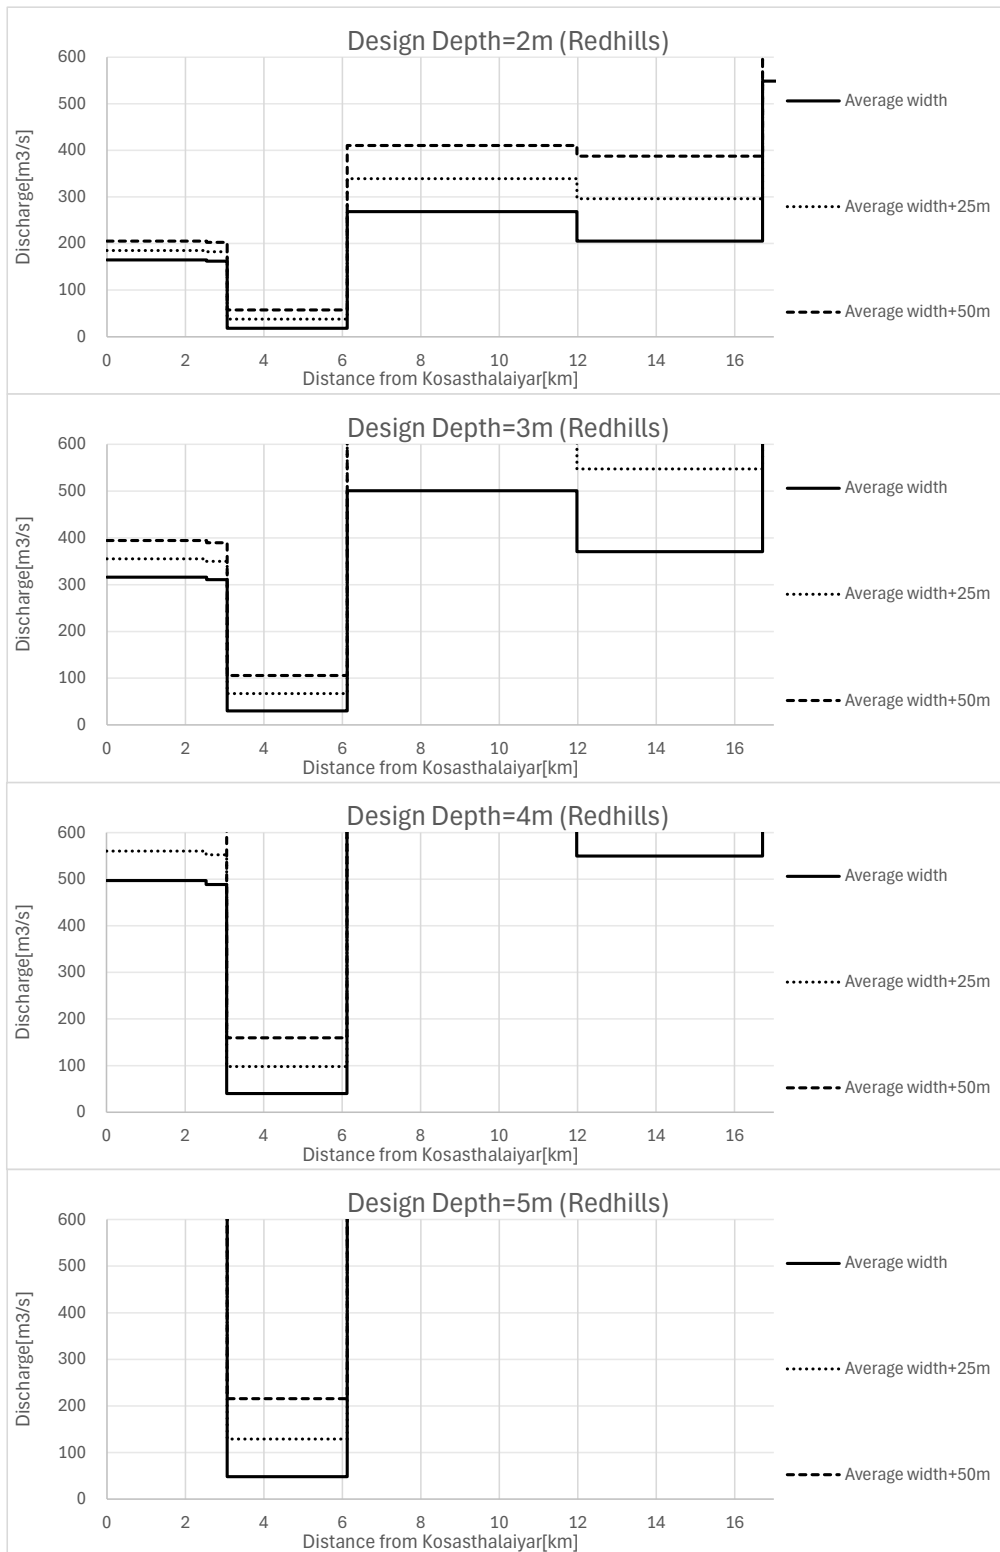 Design Depth=2m (Redhills)
600
500
400
300
200
100
0
Discharge[m3/s]
0 2 4 6 8 10 12 14 16
Distance from Kosasthalaiyar[km]
Average width
Average width+25m
Average width+50m
Design Depth=3m (Redhills)
600
500
400
300
200
100
0
Discharge[m3/s]
0 2 4 6 8 10 12 14 16
Distance from Kosasthalaiyar[km]
Average width
Average width+25m
Average width+50m
Design Depth=4m (Redhills)
600
500
400
300
200
100
0
Discharge[m3/s]
0 2 4 6 8 10 12 14 16
Distance from Kosasthalaiyar[km]
Average width
Average width+25m
Average width+50m
Design Depth=5m (Redhills)
600
500
400
300
200
100
0
Discharge[m3/s]
0 2 4 6 8 10 12 14 16
Distance from Kosasthalaiyar[km]
Average width
Average width+25m
Average width+50m